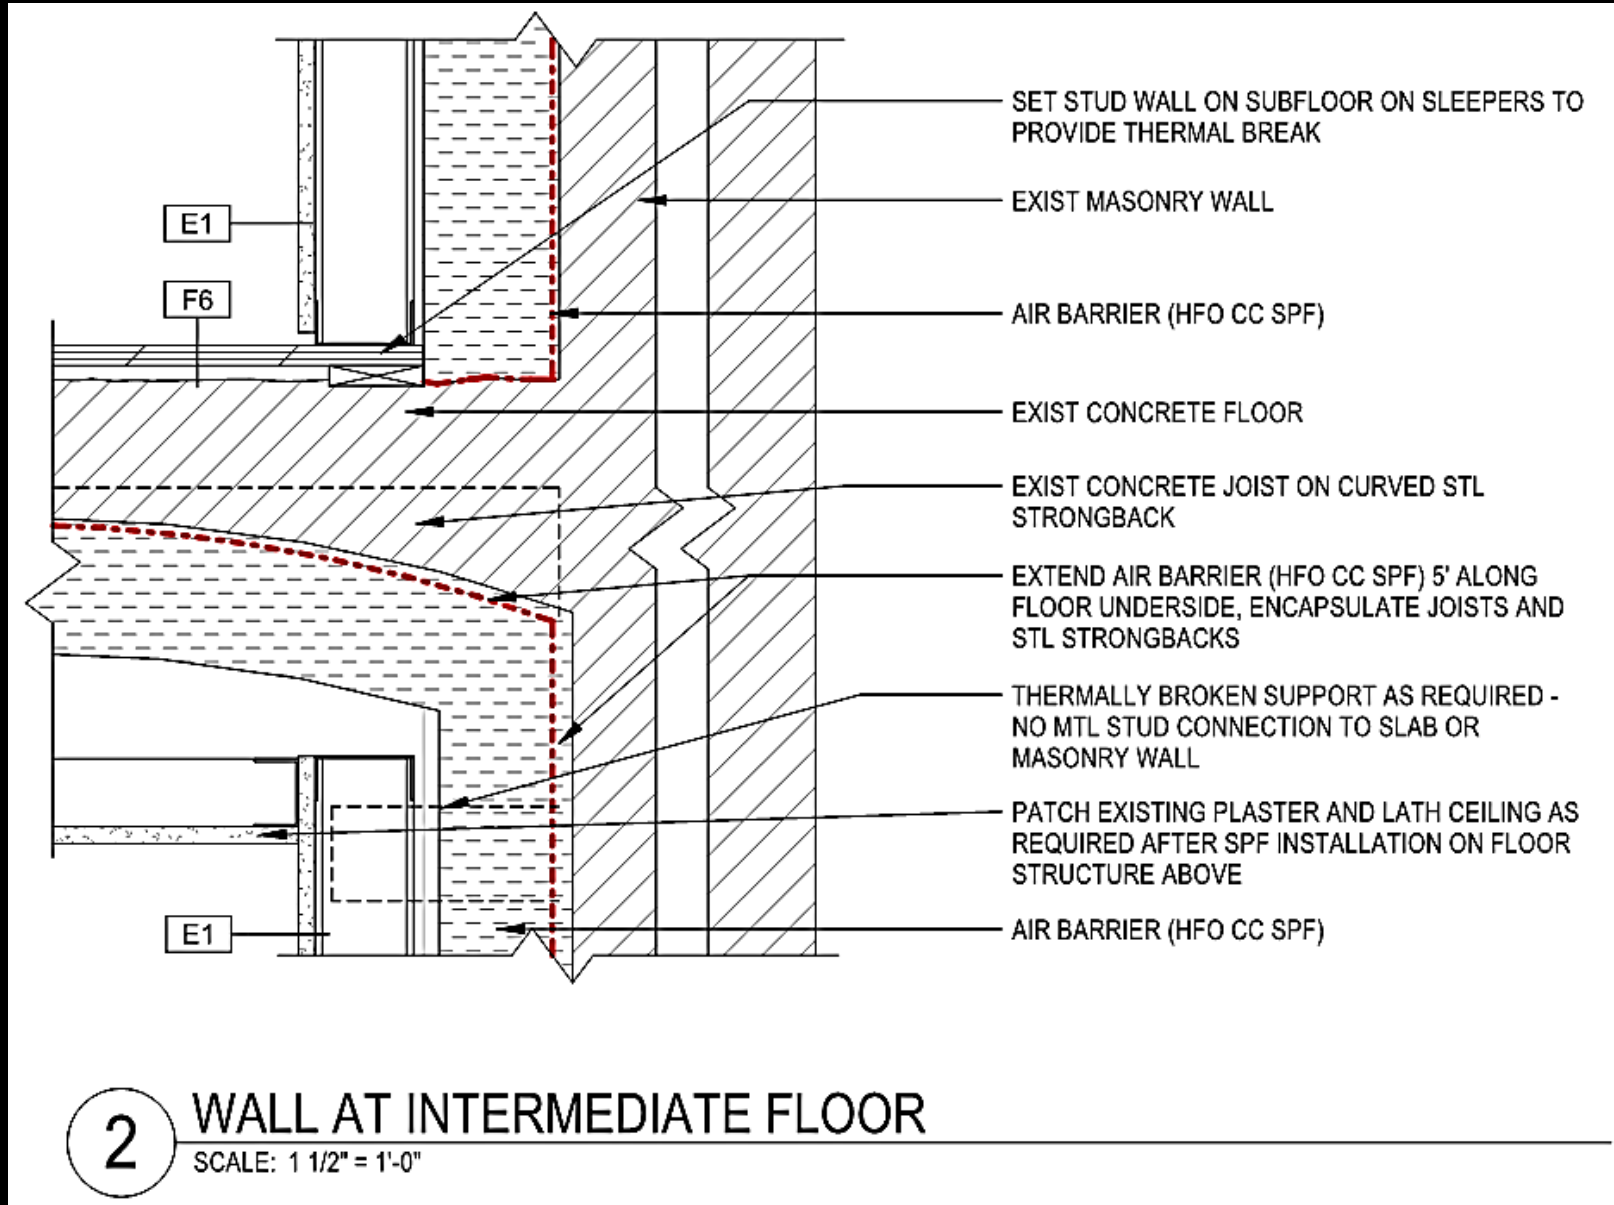 SET STUD WALL ON SUBFLOOR ON SLEEPERS TO
PROVIDE THERMAL BREAK
EXIST MASONRY WALL
E1
F6
AIR BARRIER (HFO CC SPF)
EXIST CONCRETE FLOOR
EXIST CONCRETE JOIST ON CURVED STL
STRONGBACK
EXTEND AIR BARRIER (HFO CC SPF) 5' ALONG
FLOOR UNDERSIDE, ENCAPSULATE JOISTS AND
STL STRONGBACKS
THERMALLY BROKEN SUPPORT AS REQUIRED -
NO MTL STUD CONNECTION TO SLAB OR
MASONRY WALL
PATCH EXISTING PLASTER AND LATH CEILING AS
REQUIRED AFTER SPF INSTALLATION ON FLOOR
STRUCTURE ABOVE
E1
AIR BARRIER (HFO CC SPF)
2
WALL AT INTERMEDIATE FLOOR
SCALE: 1 1/2" = 1'-0"